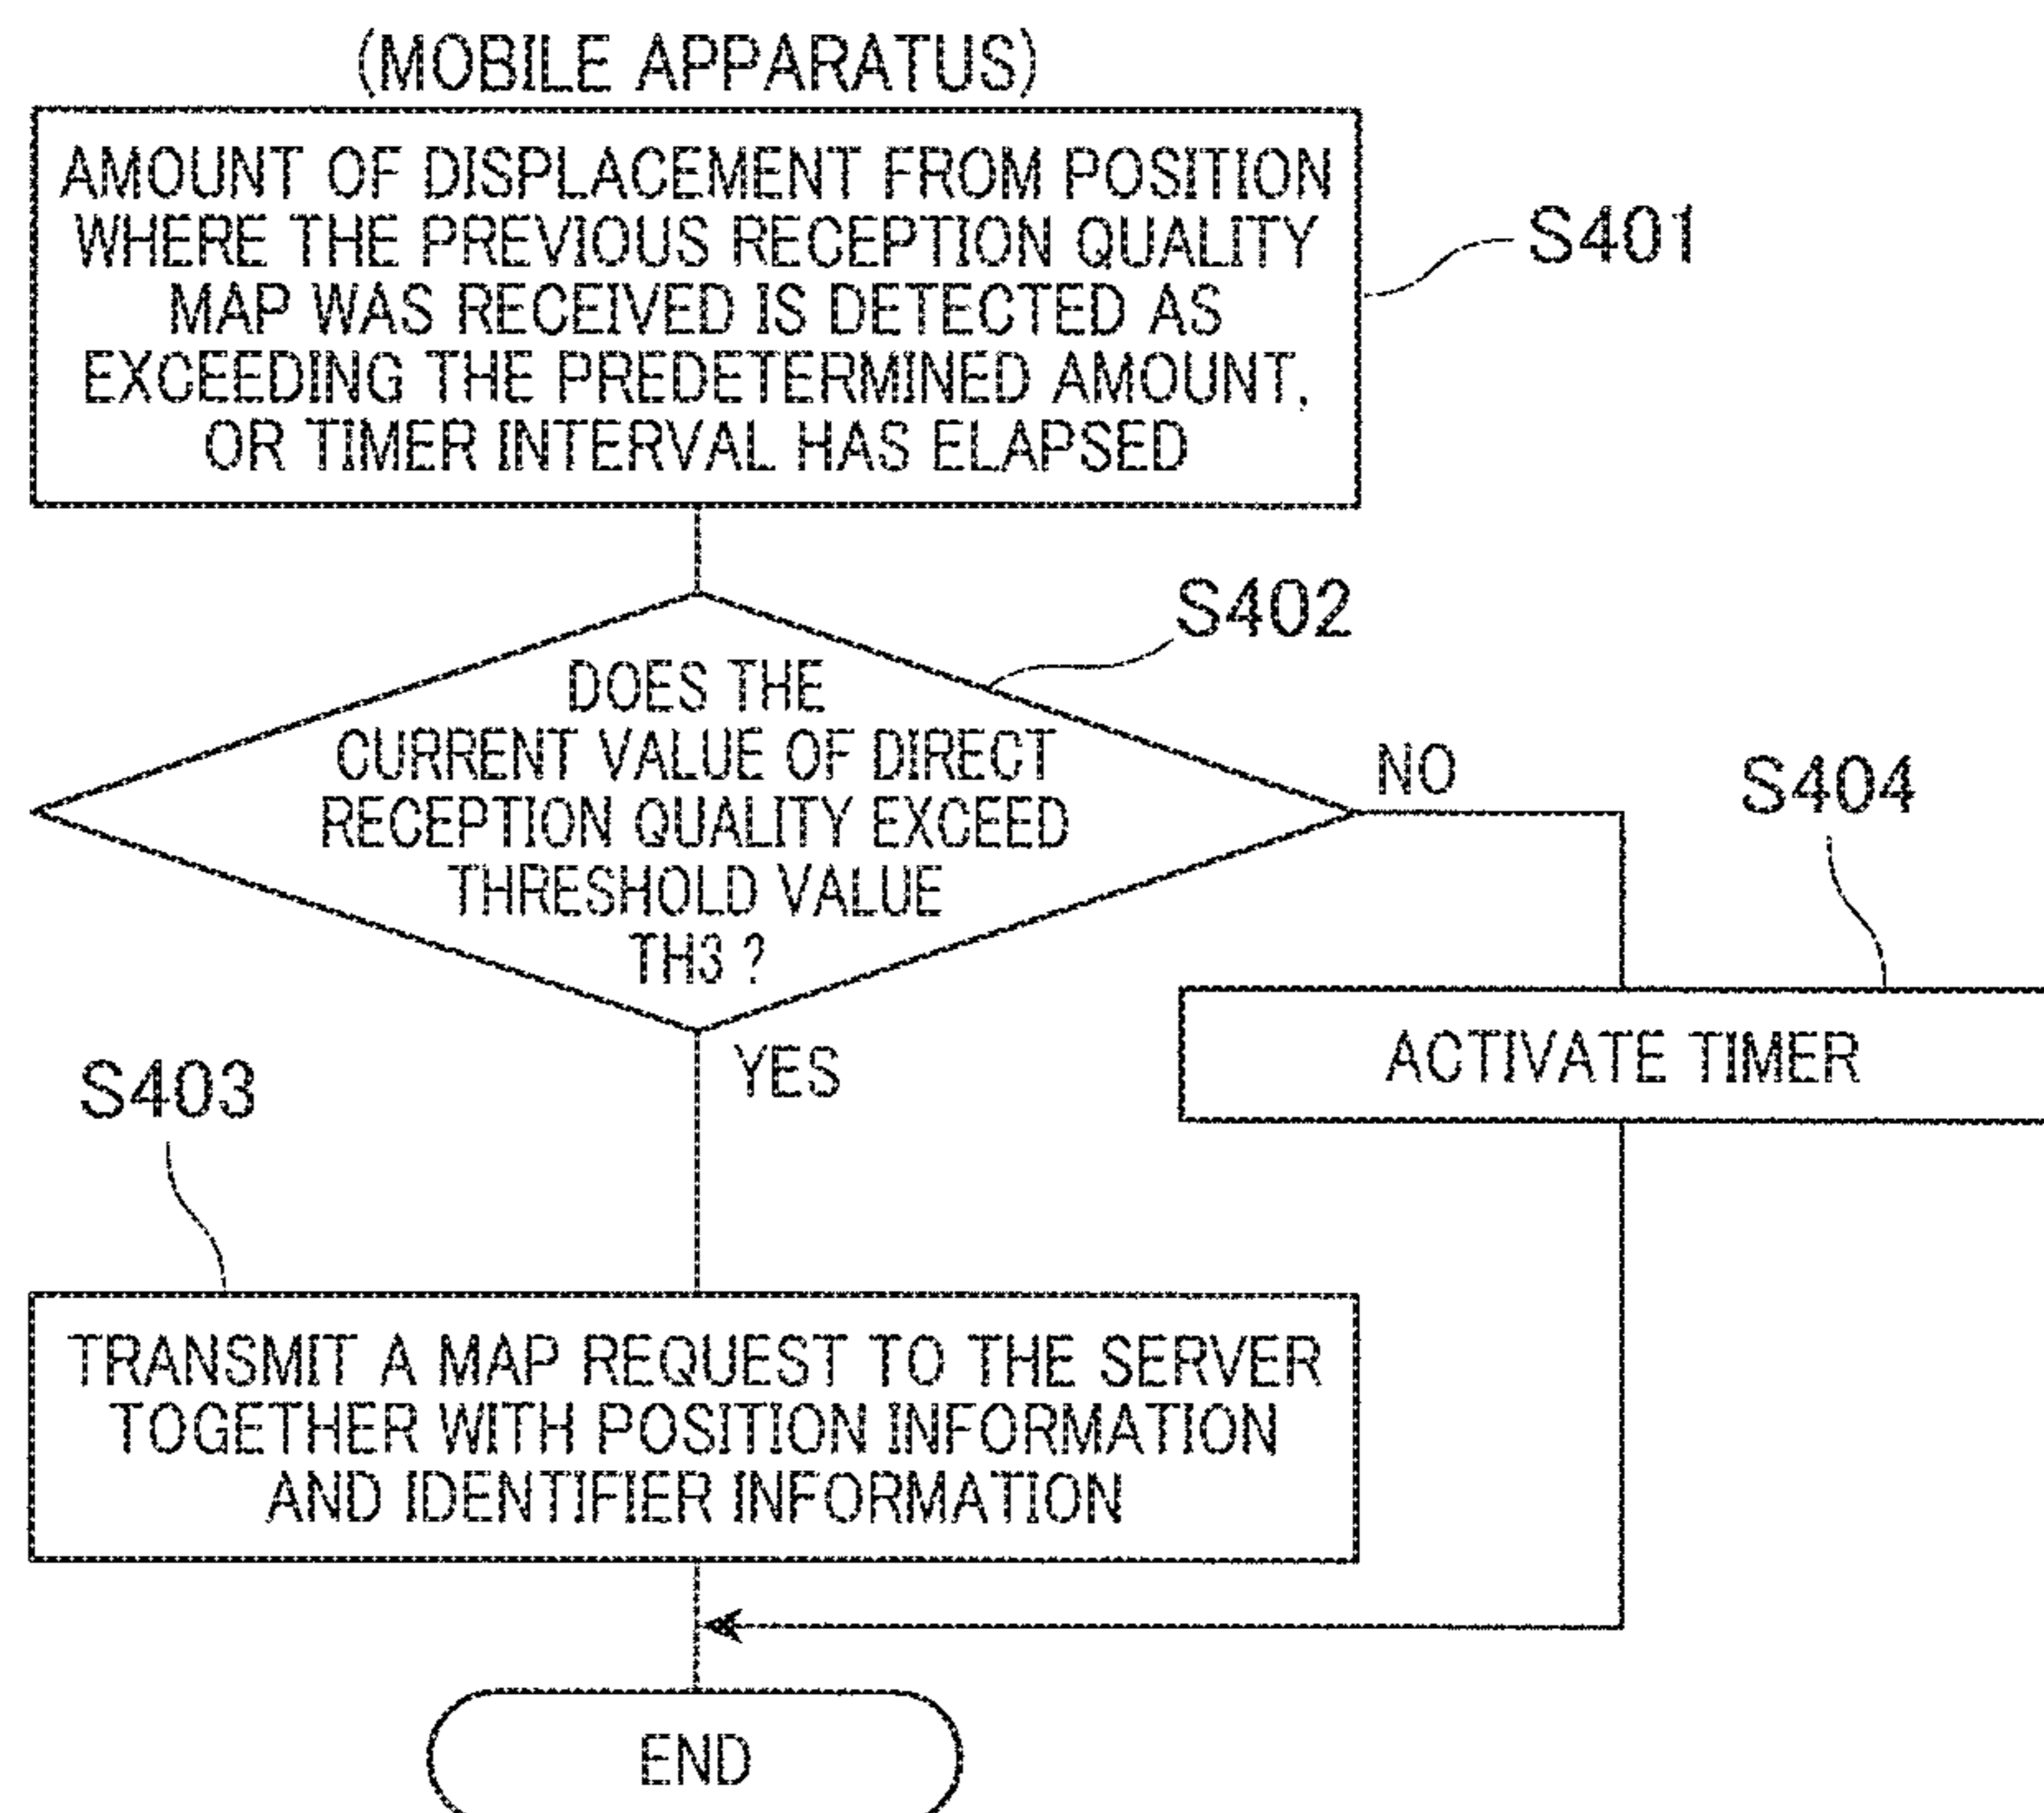 (MOBILE APPARATUS)
AMOUNT OF DISPLACEMENT FROM POSITION
WHERE THE PREVIOUS RECEPTION QUALITY
MAP WAS RECEIVED IS DETECTED AS
EXCEEDING THE PREDETERMINED AMOUNT,
OR TIMER INTERVAL HAS ELAPSED
S401
S402
DOES THE
CURRENT VALUE OF DIRECT
RECEPTION QUALITY EXCEED
THRESHOLD VALUE
TH3 ?
NO
S404
YES
ACTIVATE TIMER
S403
TRANSMIT A MAP REQUEST TO THE SERVER
TOGETHER WITH POSITION INFORMATION
AND IDENTIFIER INFORMATION
END